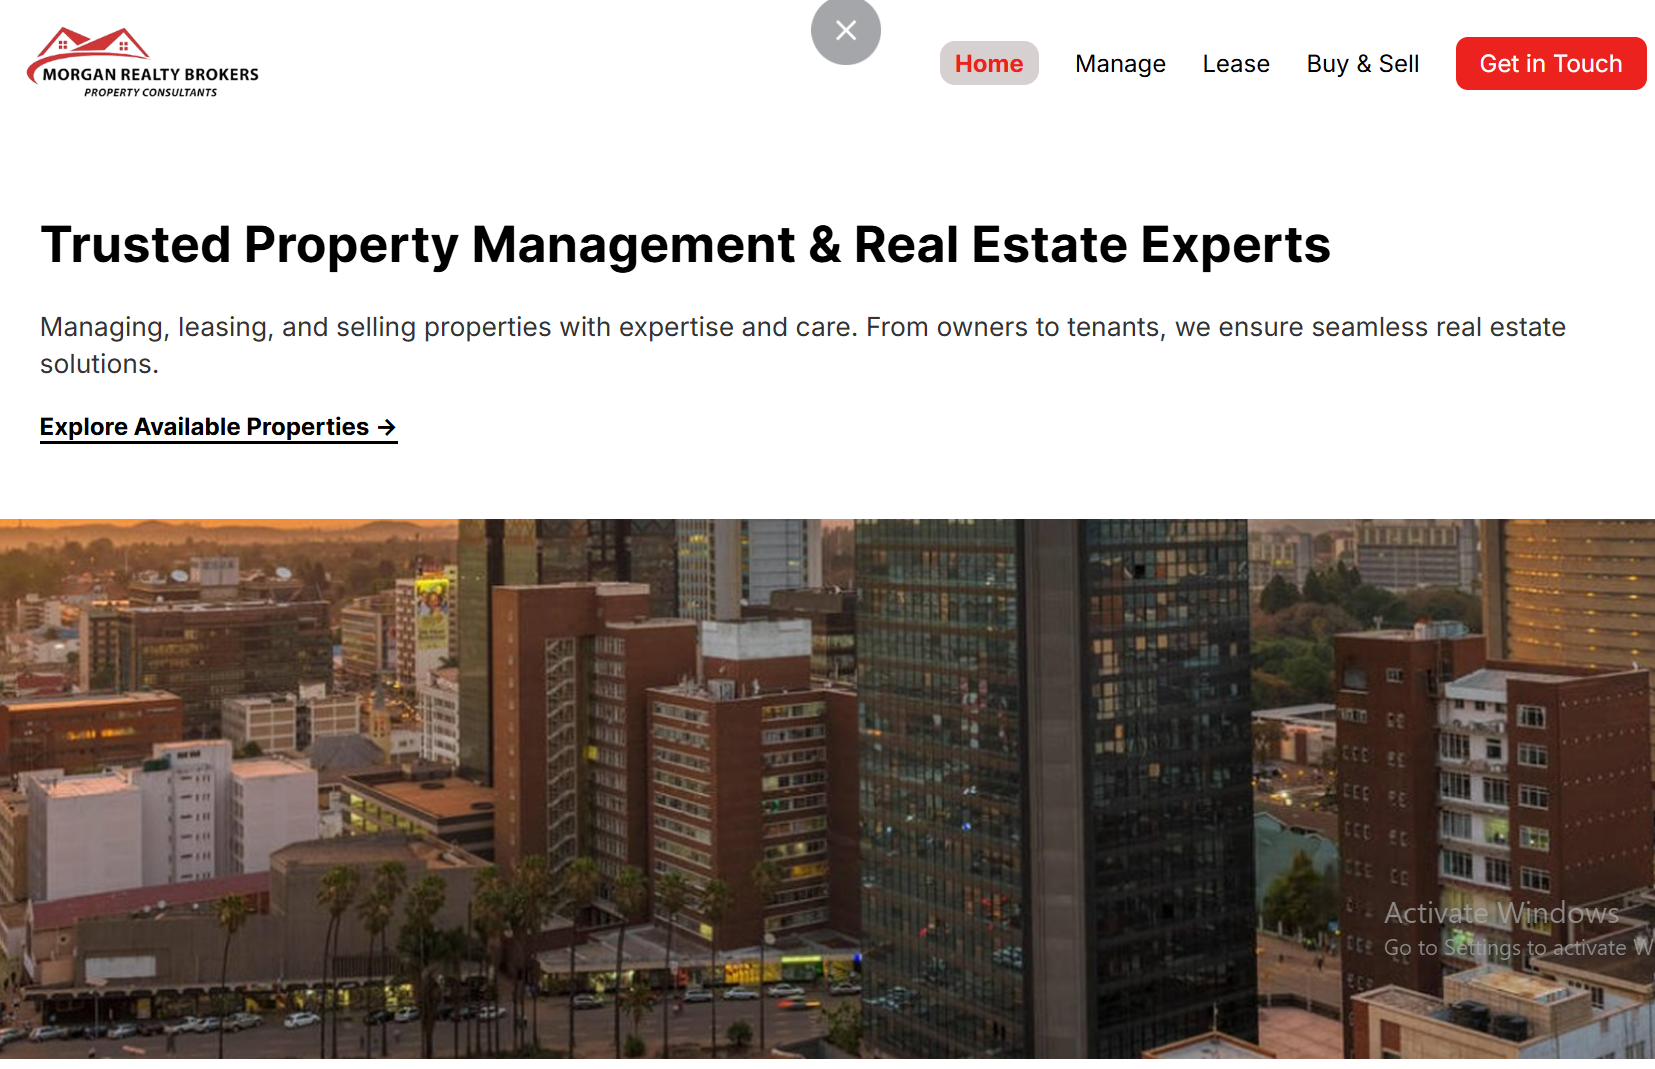 MORGAN REALTY BROKERS
PROPERTY CONSULTANTS
Home
Manage
Lease
Buy & Sell
Get in Touch
Trusted Property Management & Real Estate Experts
Managing, leasing, and selling properties with expertise and care. From owners to tenants, we ensure seamless real estate
solutions.
Explore Available Properties →
Activate Windows
Go to Settings to activate W